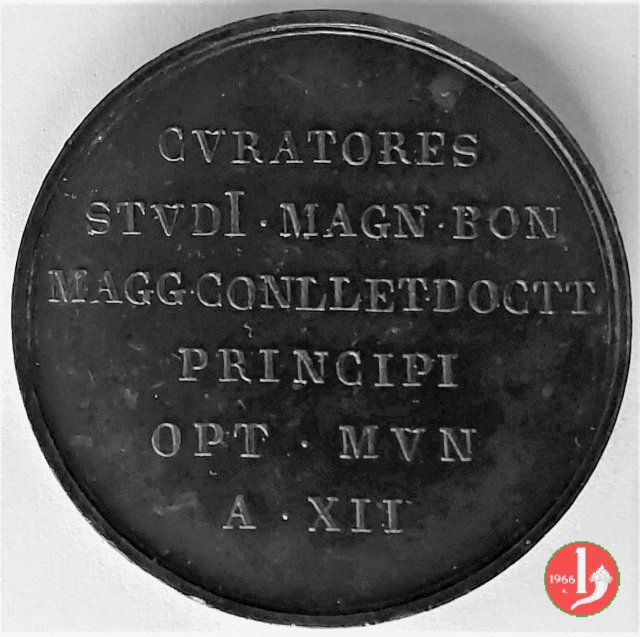 CVRATORES
STVDI · MAGN · BON
MAGG·CONLLET·DOCTT
PRINCIPI
OPT · MVN
A · XII
1966